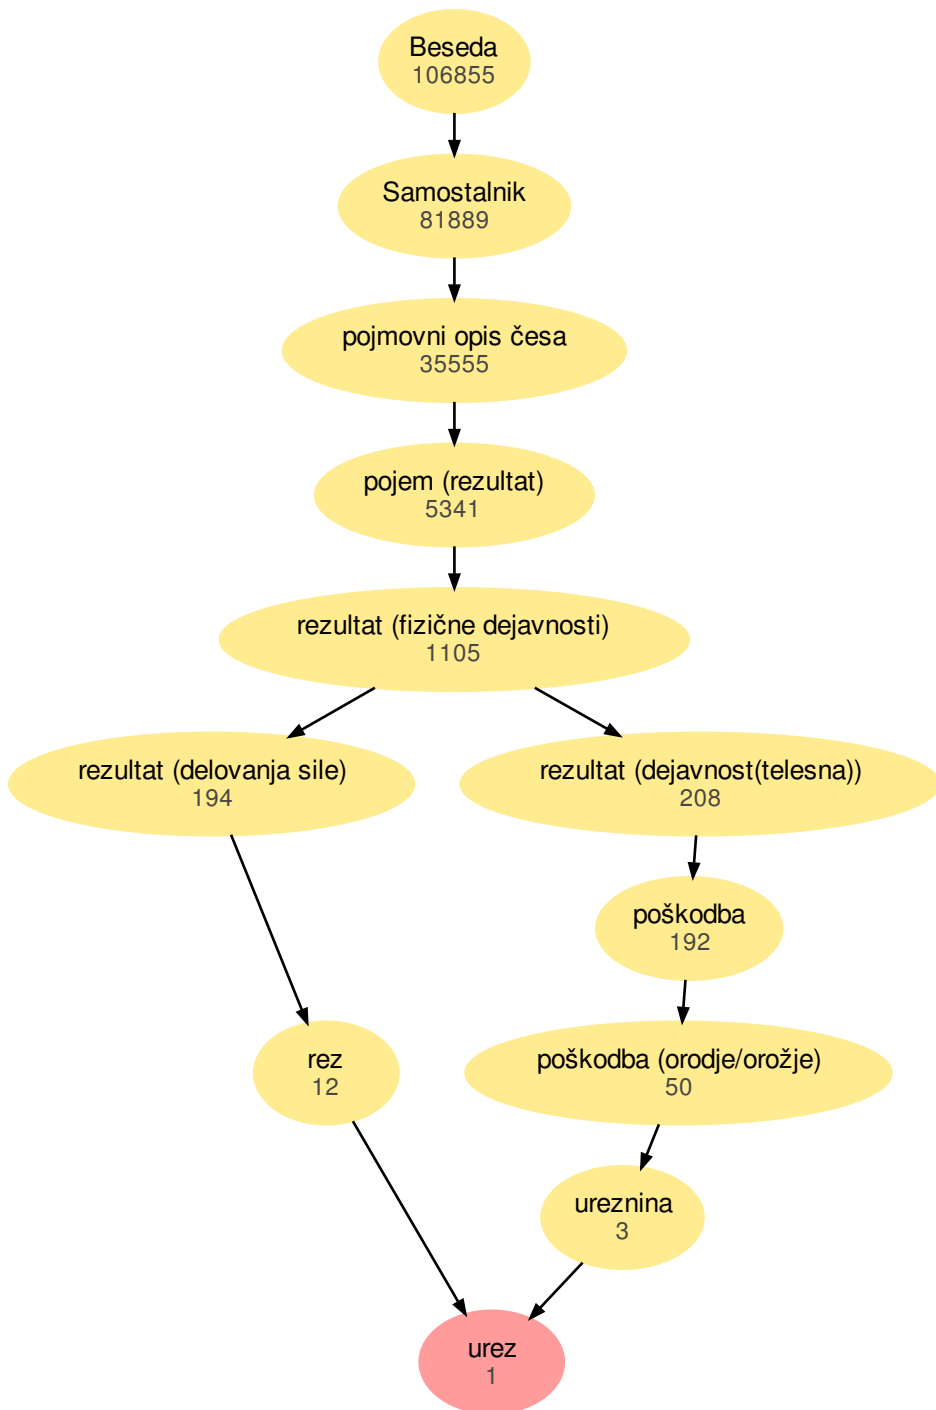 Beseda
106855
Samostalnik
81889
pojmovni opis česa
35555
pojem (rezultat)
5341
rezultat (fizične dejavnosti)
1105
rezultat (delovanja sile)
194
rezultat (dejavnost(telesna))
208
poškodba
192
rez
12
poškodba (orodje/orožje)
50
ureznina
3
urez
1